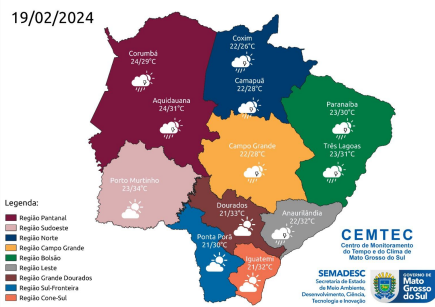 19/02/2024
Coxim
22/26°C
Corumbá
24/29°C
Camapuã
22/28°C
Aquidauana
24/31°C
Paranaíba
23/30°C
Campo Grande
22/28°C
Três Lagoas
23/31°C
Porto Murtinho
23/34°C
Dourados
21/33°C
Anaurilândia
22/32°C
Ponta Porã
21/30°C
Iguatemi
21/32°C
Legenda:
Região Pantanal
Região Sudoeste
Região Norte
Região Campo Grande
Região Bolsão
Região Leste
Região Grande Dourados
Região Sul-Fronteira
Região Cone-Sul
CEMTEC
Centro de Monitoramento
do Tempo e do Clima de
Mato Grosso do Sul
SEMADESC
Secretaria de Estado
de Meio Ambiente,
Desenvolvimento, Ciência,
Tecnologia e Inovação
GOVERNO DE
Mato
Grosso
do Sul